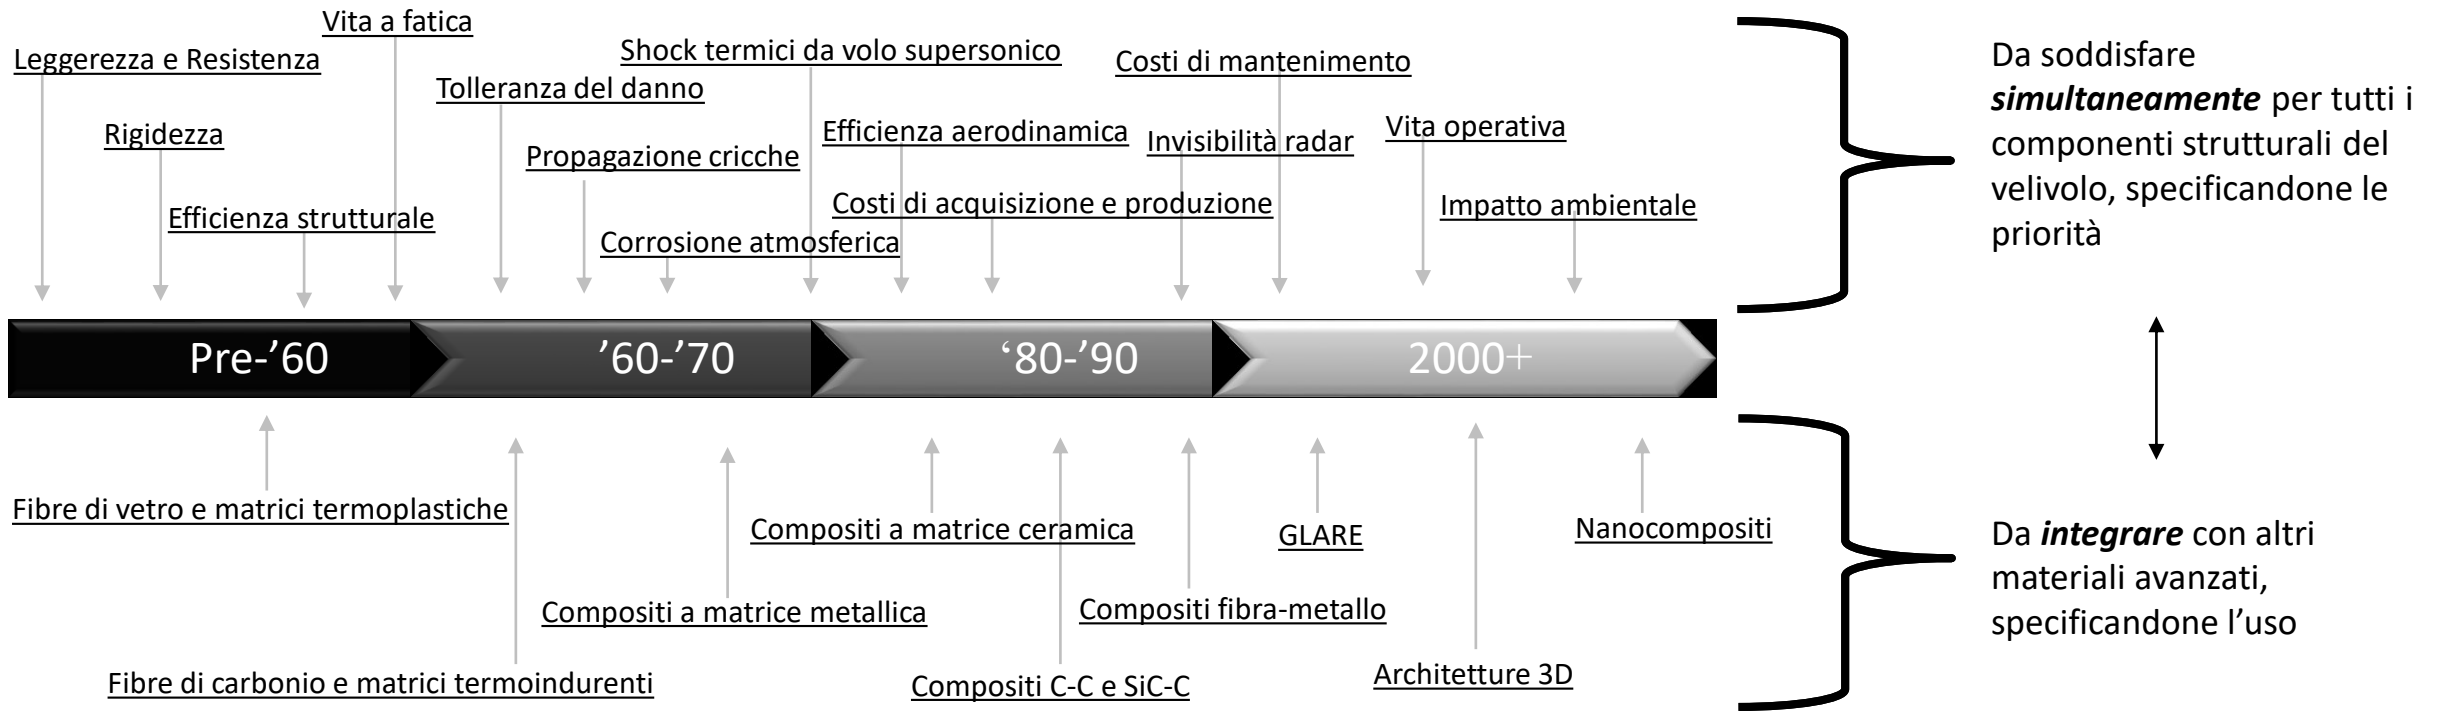 Vita a fatica
Leggerezza e Resistenza
Shock termici da volo supersonico
Costi di mantenimento
Tolleranza del danno
Rigidezza
Efficienza aerodinamica
Invisibilità radar
Vita operativa
Propagazione cricche
Efficienza strutturale
Costi di acquisizione e produzione
Impatto ambientale
Corrosione atmosferica
Da soddisfare
simultaneamente per tutti i
componenti strutturali del
velivolo, specificandone le
priorità
Pre-’60
’60-’70
‘80-’90
2000+
Fibre di vetro e matrici termoplastiche
Compositi a matrice ceramica
GLARE
Nanocompositi
Compositi a matrice metallica
Compositi fibra-metallo
Fibre di carbonio e matrici termoindurenti
Compositi C-C e SiC-C
Architetture 3D
Da integrare con altri
materiali avanzati,
specificandone l’uso